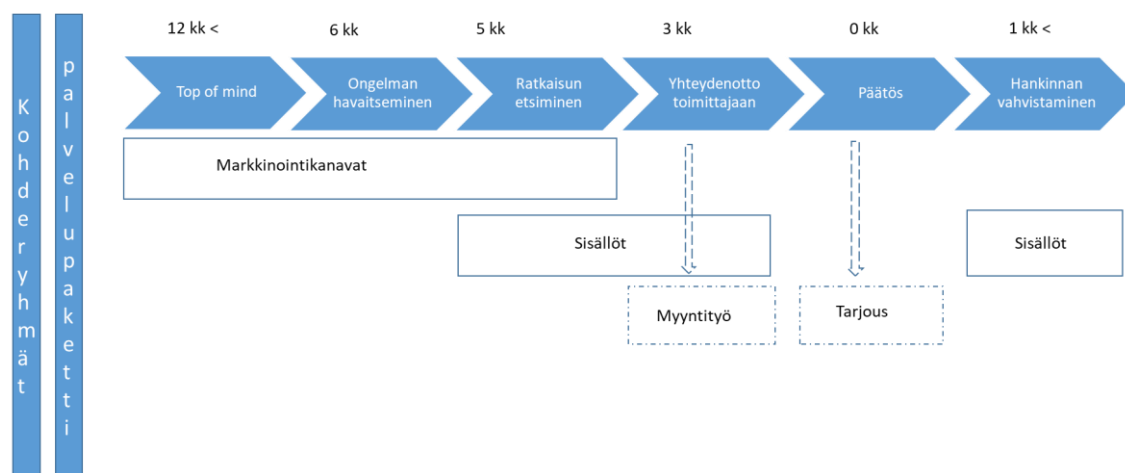 Kohderyhmät
palvelupaketti
12 kk <
6 kk
5 kk
3 kk
0 kk
1 kk <
Top of mind
Ongelman
havaitseminen
Ratkaisun
etsiminen
Yhteydenotto
toimittajaan
Päätös
Hankinnan
vahvistaminen
Markkinointikanavat
Sisällöt
Sisällöt
Myyntityö
Tarjous